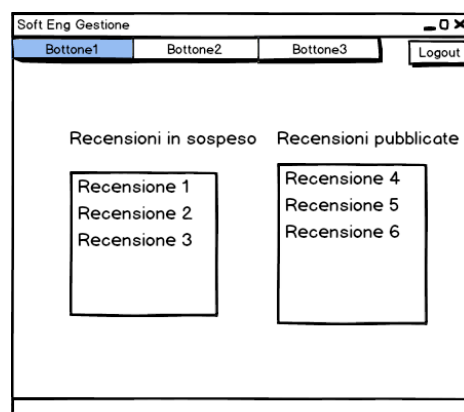 Soft Eng Gestione
Bottone1 Bottone2 Bottone3 Logout
Recensioni in sospeso Recensioni pubblicate
Recensione 1
Recensione 2
Recensione 3
Recensione 4
Recensione 5
Recensione 6